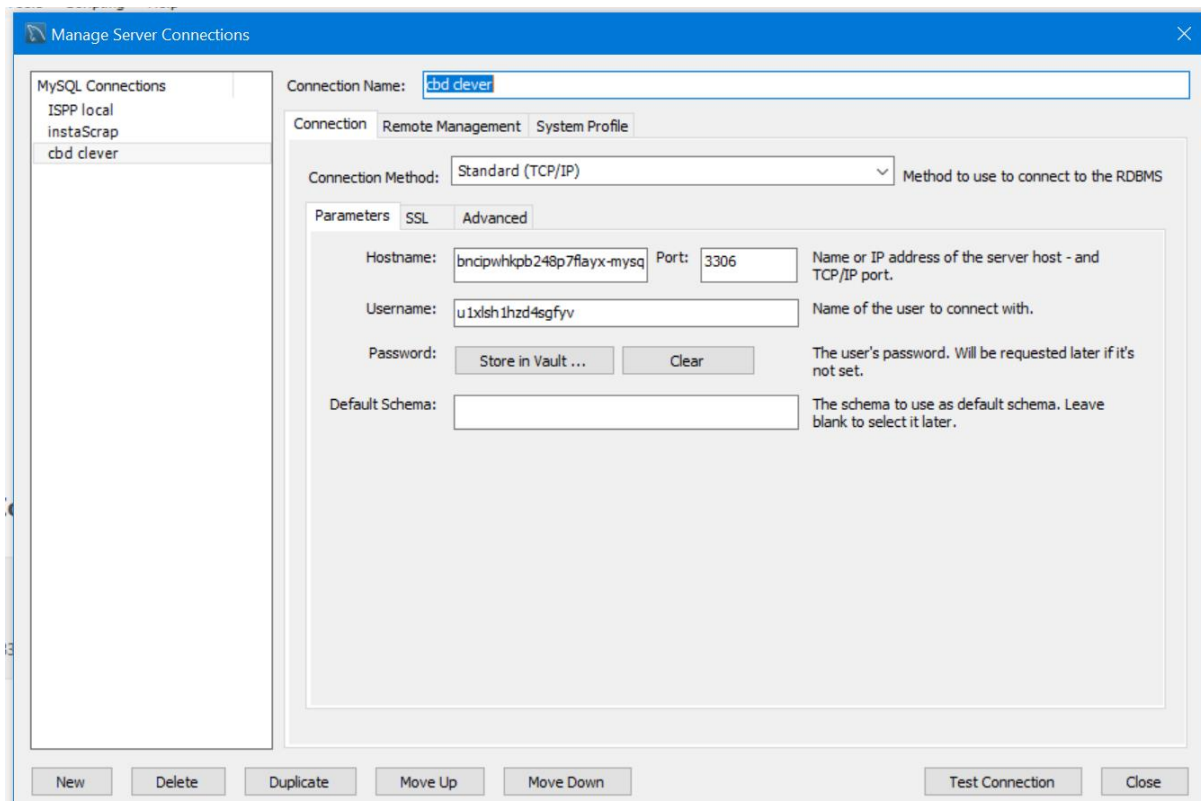 Manage Server Connections
MySQL Connections
ISPP local
instaScrap
cbd clever
Connection Name: cbd clever
Connection Remote Management System Profile
Connection Method: Standard (TCP/IP) Method to use to connect to the RDBMS
Parameters SSL Advanced
Hostname: bncipwhkpb248p7flayx-mysq Port: 3306 Name or IP address of the server host - and
TCP/IP port.
Username: u1xlsh1hzd4sgfyv Name of the user to connect with.
Password: Store in Vault ... Clear The user's password. Will be requested later if it's
not set.
Default Schema: The schema to use as default schema. Leave
blank to select it later.
New Delete Duplicate Move Up Move Down Test Connection Close